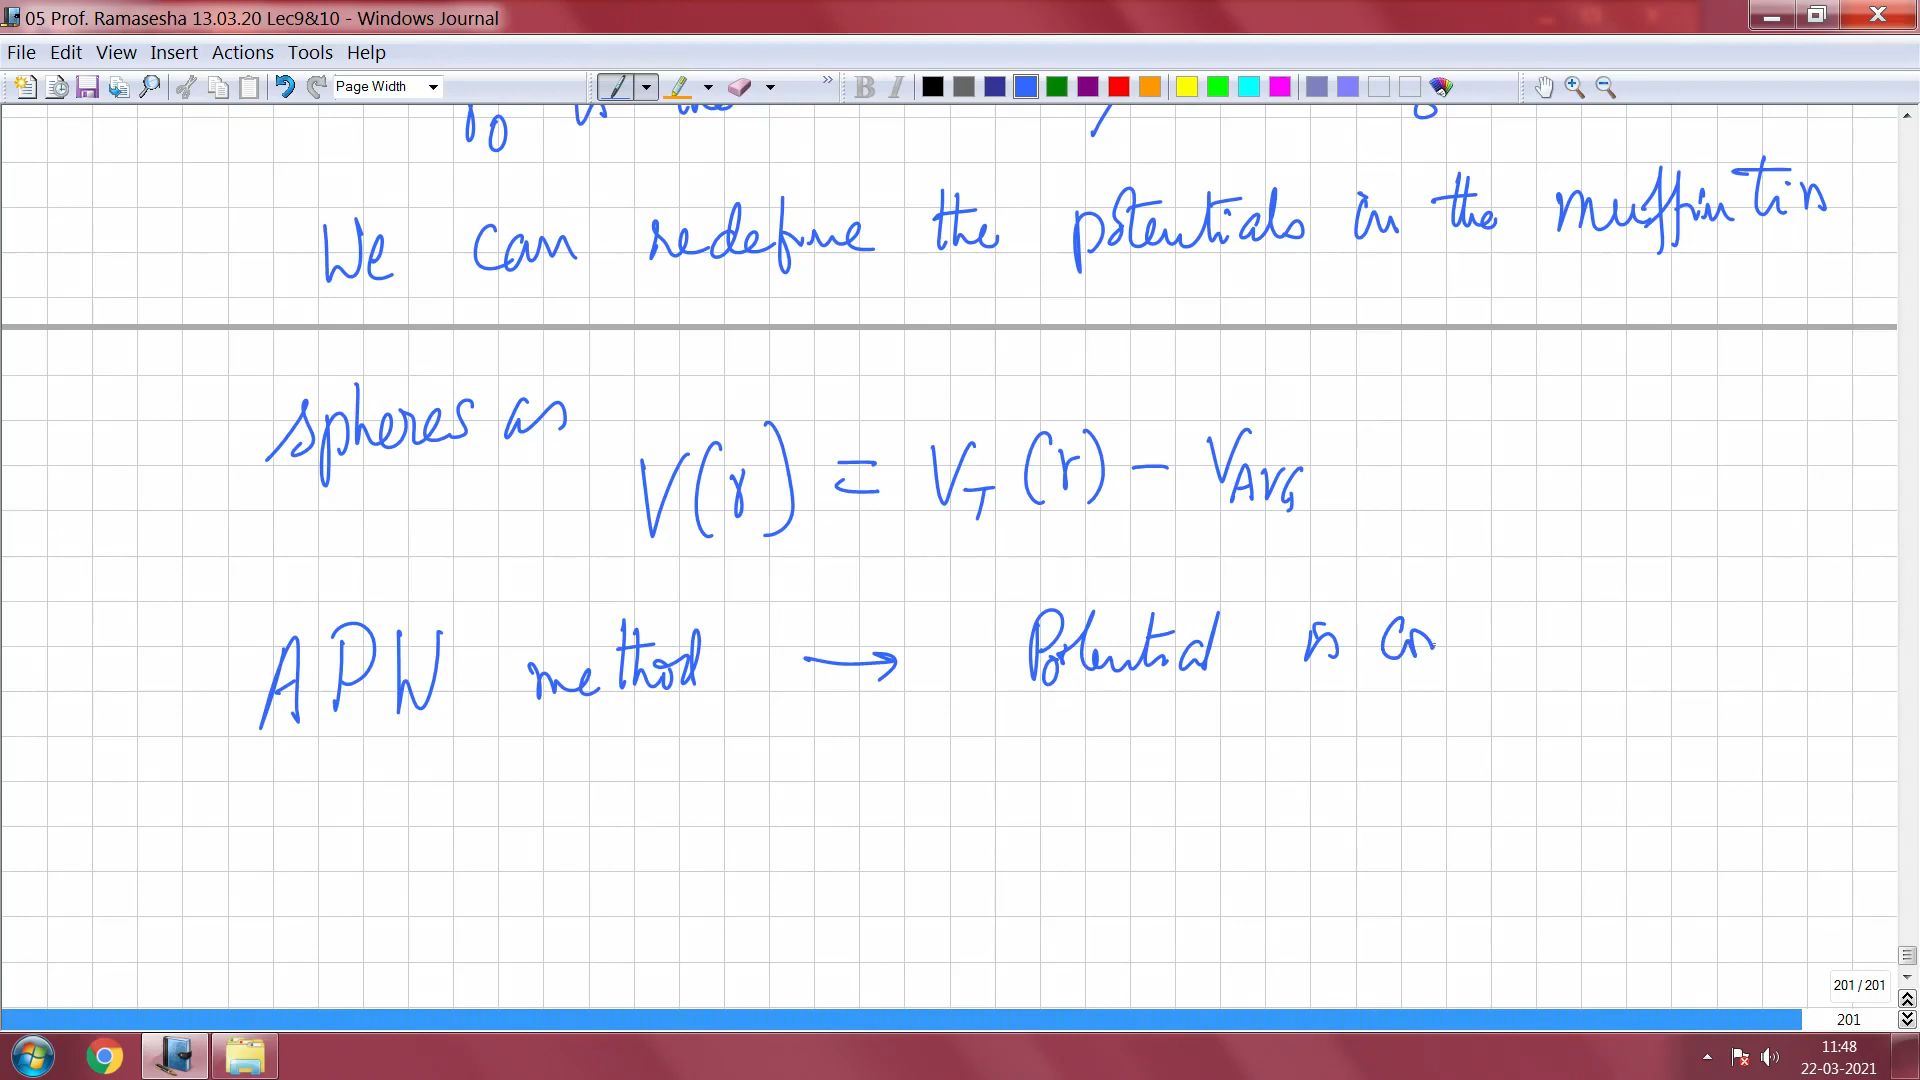 05 Prof. Ramasesha 13.03.20 Lec9&10 - Windows Journal
File Edit View Insert Actions Tools Help
Page Width
We can redefine the potentials in the muffin tin
spheres as
V(r) = V_T (r) - V_AVG
APW method → Potential is con
201 / 201
201
11:48
22-03-2021